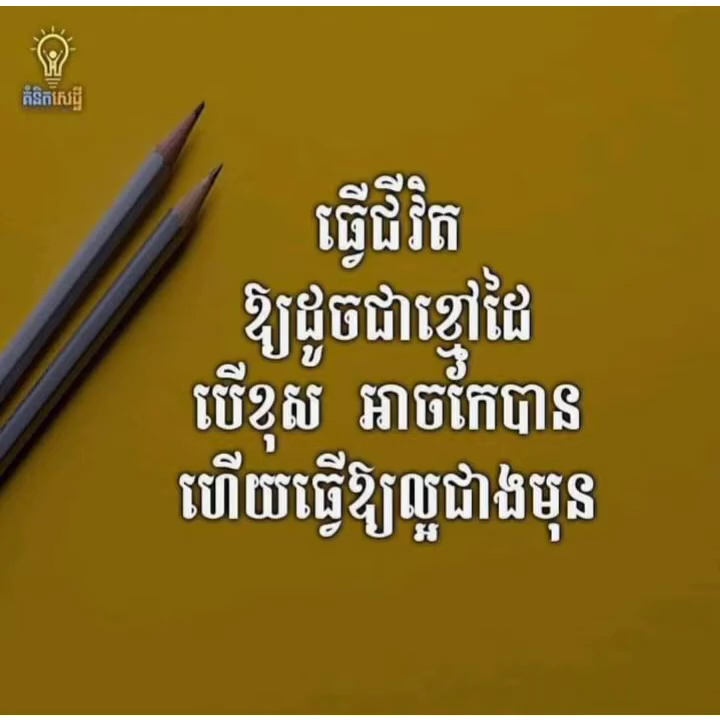 គំនិតសេដ្ឋី
ធ្វើជីវិត
ឱ្យដូចជាខ្មៅដៃ
បើខុស អាចកែបាន
ហើយធ្វើឱ្យល្អជាងមុន